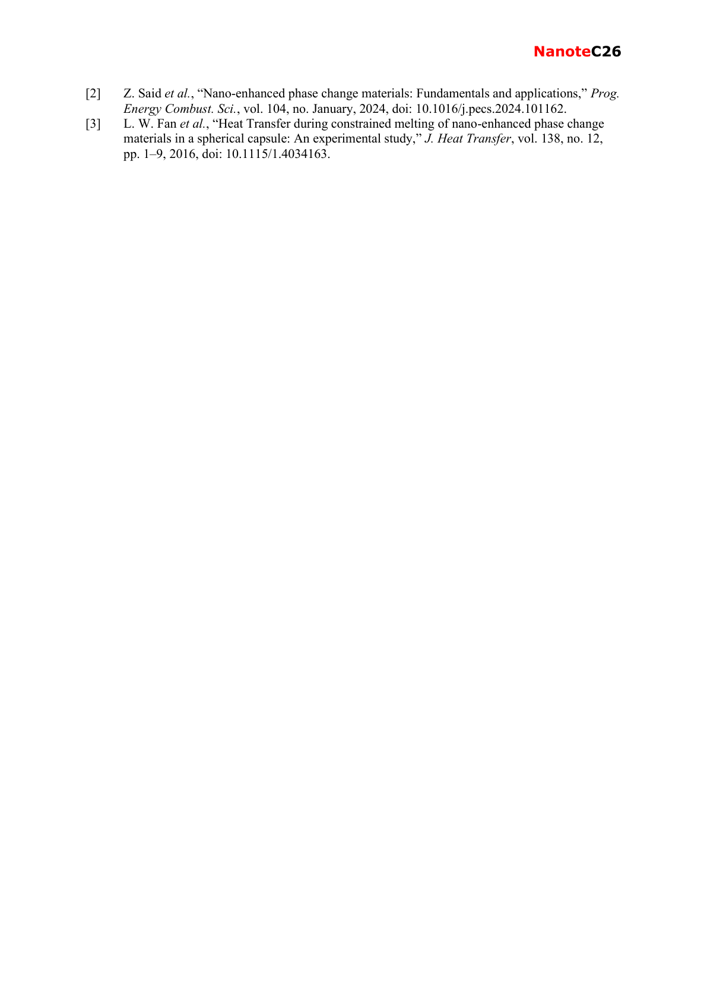 NanoteC26
[2] Z. Said et al., “Nano-enhanced phase change materials: Fundamentals and applications,” Prog.
Energy Combust. Sci., vol. 104, no. January, 2024, doi: 10.1016/j.pecs.2024.101162.
[3] L. W. Fan et al., “Heat Transfer during constrained melting of nano-enhanced phase change
materials in a spherical capsule: An experimental study,” J. Heat Transfer, vol. 138, no. 12,
pp. 1–9, 2016, doi: 10.1115/1.4034163.